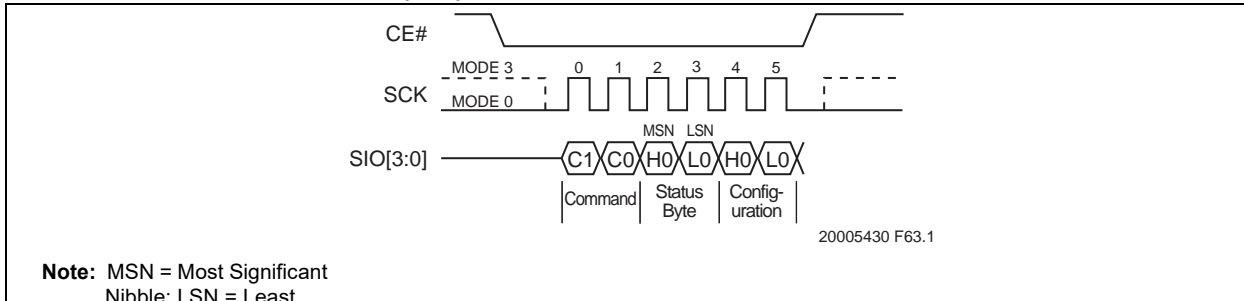 CE#
MODE 3
0 1 2 3 4 5
SCK
MODE 0
MSN LSN
SIO[3:0]
C1 C0 H0 L0 H0 L0
Command
Status
Byte
Config-
uration
20005430 F63.1
Note: MSN = Most Significant
Nibble; LSN = Least